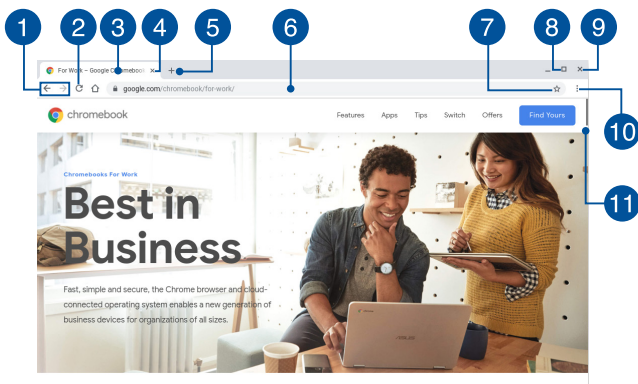 1 2 3 4 5 6 7 8 9
For Work – Google Chromebook
google.com/chromebook/for-work/
10
chromebook Features Apps Tips Switch Offers Find Yours
11
Chromebooks For Work
Best in
Business
Fast, simple and secure, the Chrome browser and cloud-
connected operating system enables a new generation of
business devices for organizations of all sizes.
ASUS